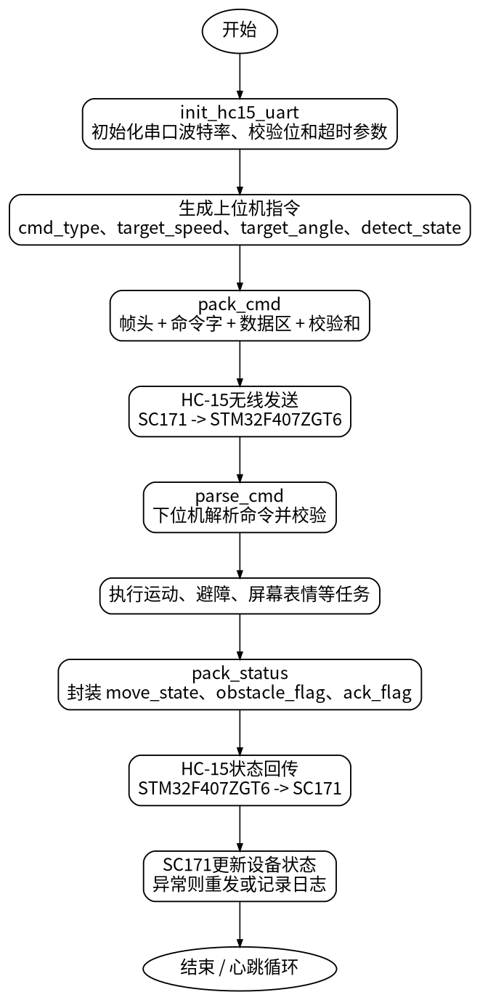 开始
init_hc15_uart
初始化串口波特率、校验位和超时参数
生成上位机指令
cmd_type、target_speed、target_angle、detect_state
pack_cmd
帧头 + 命令字 + 数据区 + 校验和
HC-15无线发送
SC171 -> STM32F407ZGT6
parse_cmd
下位机解析命令并校验
执行运动、避障、屏幕表情等任务
pack_status
封装 move_state、obstacle_flag、ack_flag
HC-15状态回传
STM32F407ZGT6 -> SC171
SC171更新设备状态
异常则重发或记录日志
结束 / 心跳循环